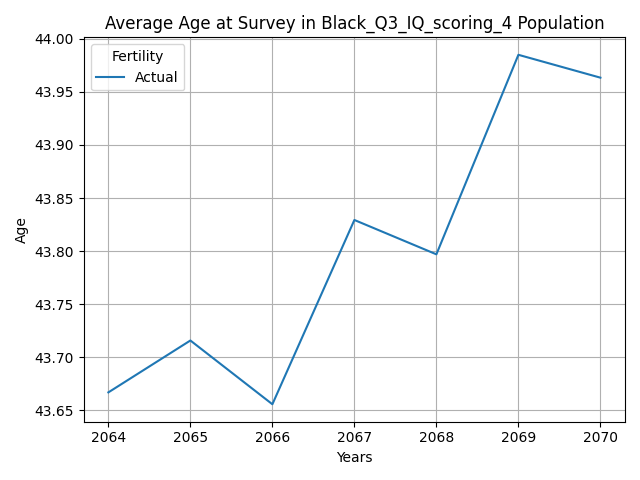 Average Age at Survey in Black_Q3_IQ_scoring_4 Population
44.00
43.95
43.90
43.85
43.80
43.75
43.70
43.65
Age
Fertility
Actual
2064 2065 2066 2067 2068 2069 2070
Years